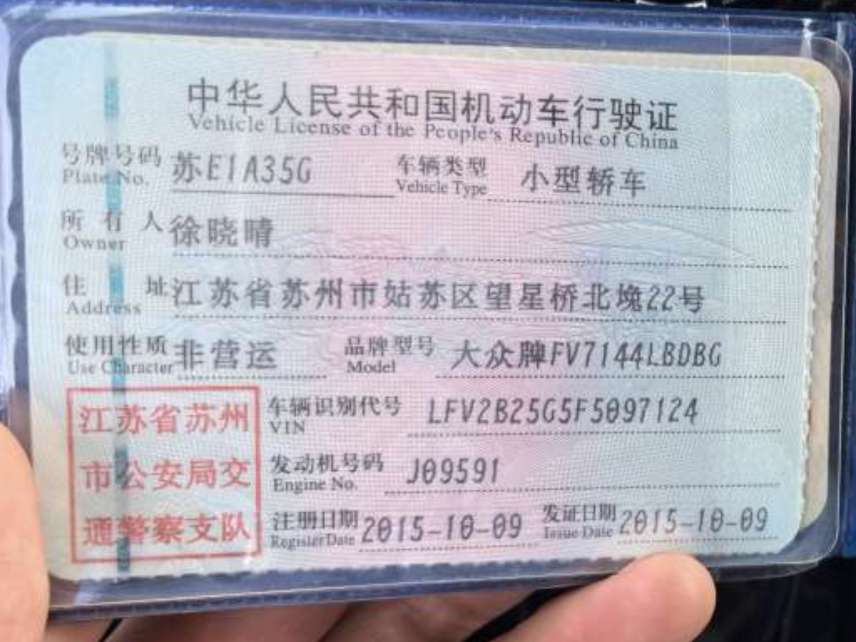 中华人民共和国机动车行驶证
Vehicle License of the People's Republic of China
号牌号码 苏E1A35G 车辆类型 小型轿车
Plate No. Vehicle Type
所有人 徐晓晴
Owner
住址 江苏省苏州市姑苏区望星桥北堍22号
Address
使用性质 非营运 品牌型号 大众牌FV7144LBDBG
Use Character Model
江苏省苏州
市公安局交
通警察支队
车辆识别代号 LFV2B25G5F5097124
VIN
发动机号码 J09591
Engine No.
注册日期 2015-10-09 发证日期 2015-10-09
Register Date Issue Date